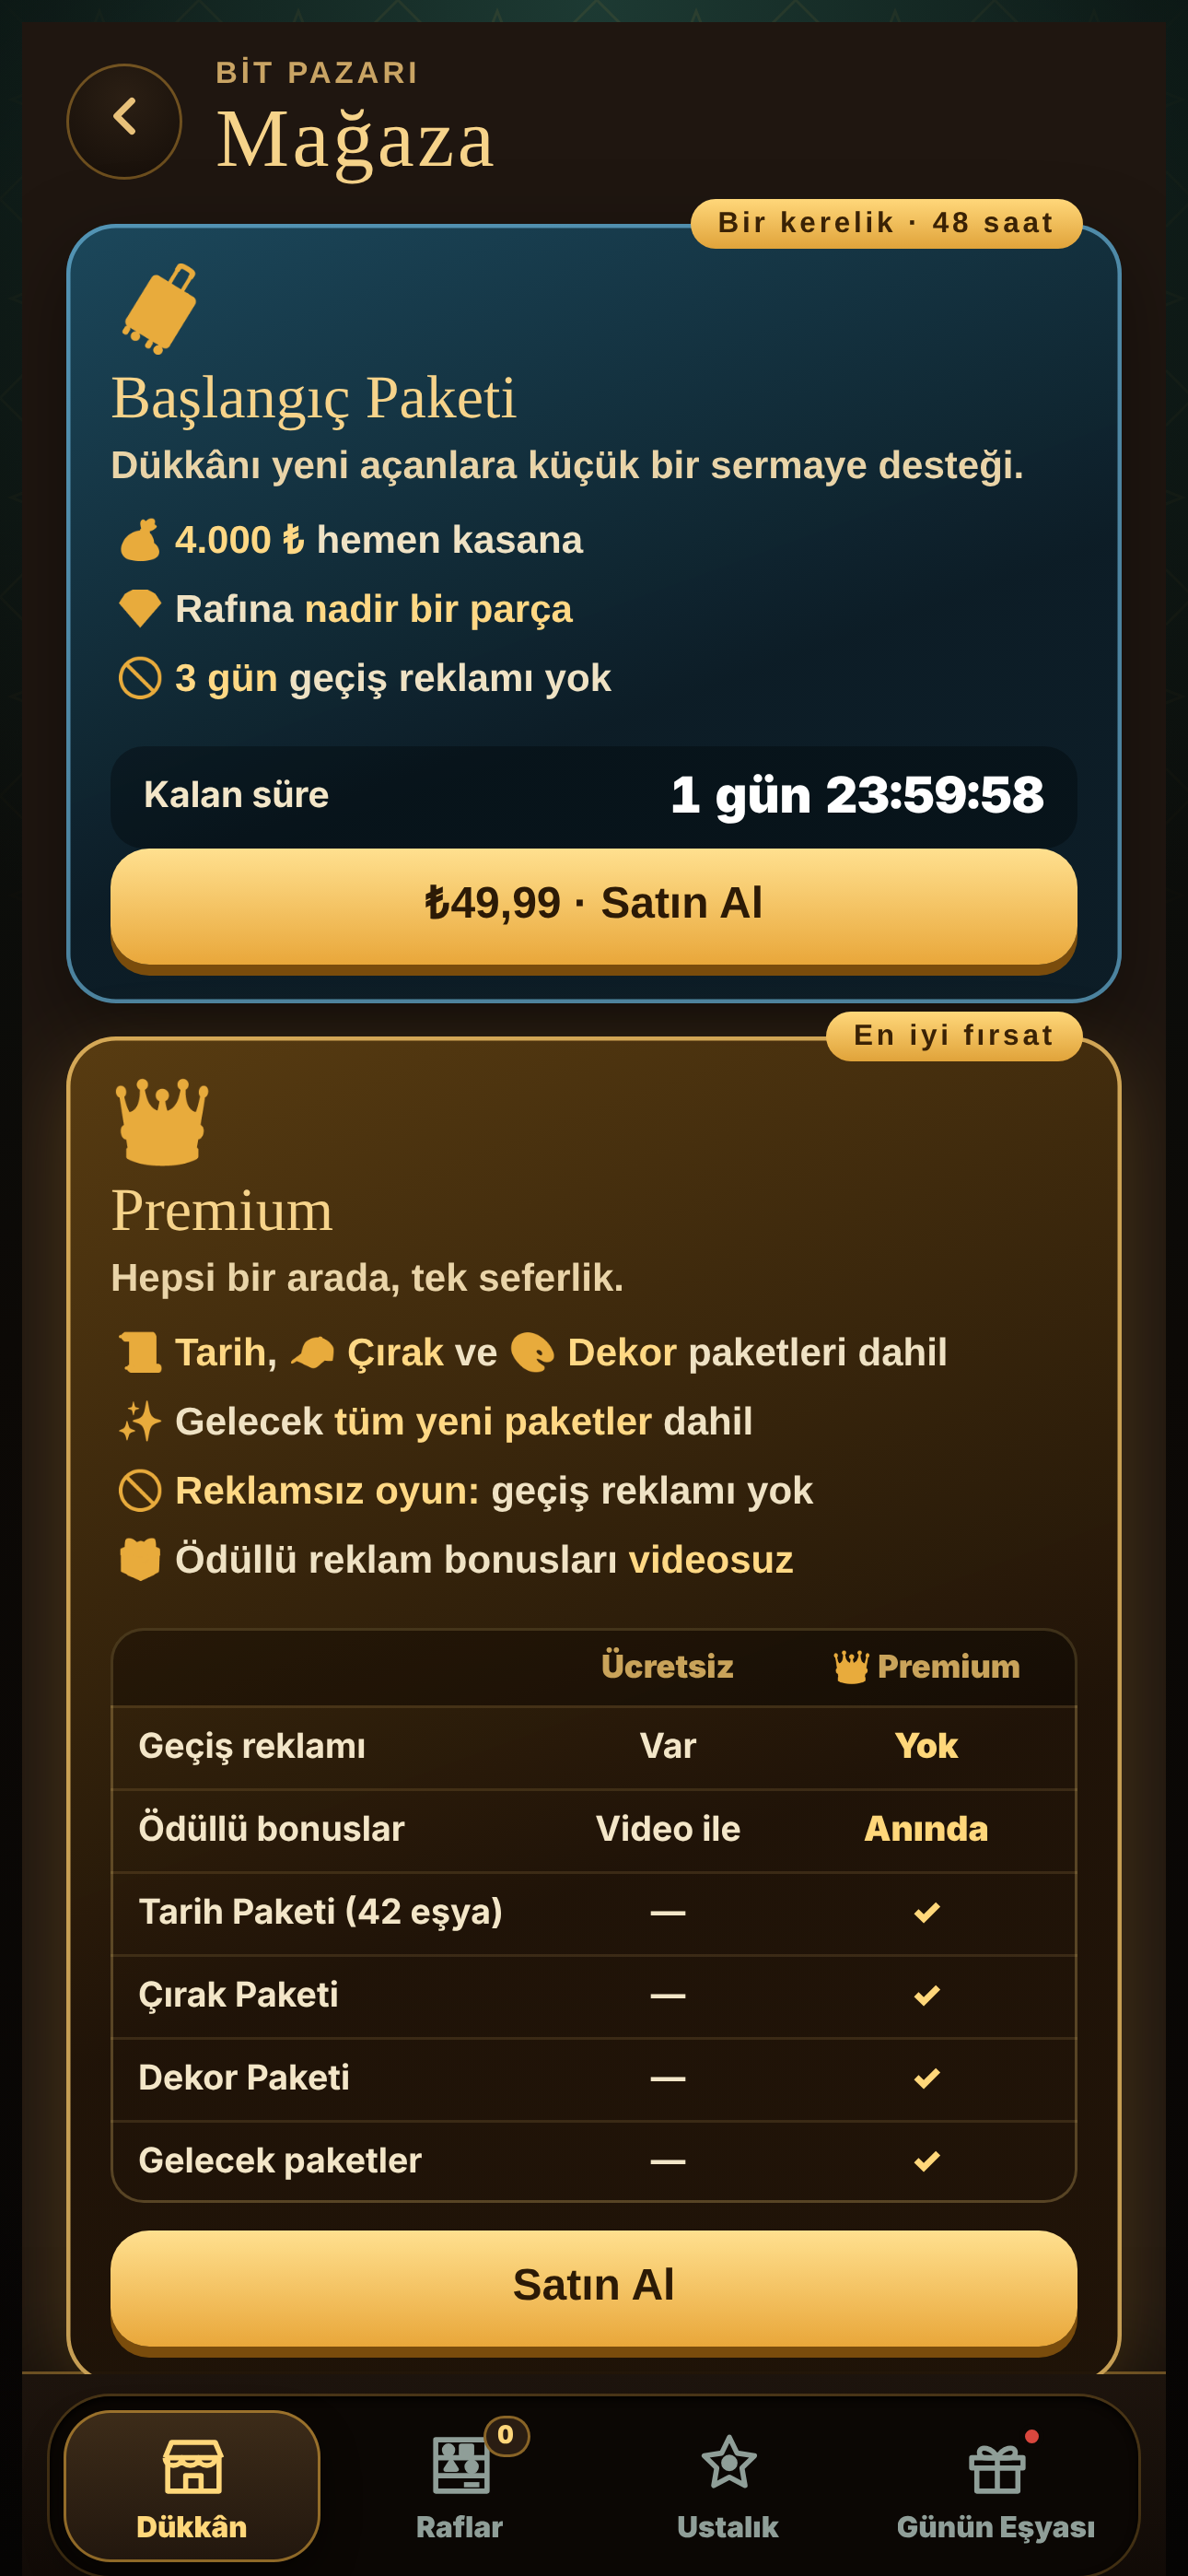 BİT PAZARI
Mağaza
Bir kerelik · 48 saat
Başlangıç Paketi
Dükkânı yeni açanlara küçük bir sermaye desteği.
4.000 ₺ hemen kasana
Rafına nadir bir parça
3 gün geçiş reklamı yok
Kalan süre 1 gün 23:59:58
₺49,99 · Satın Al
En iyi fırsat
Premium
Hepsi bir arada, tek seferlik.
Tarih, Çırak ve Dekor paketleri dahil
Gelecek tüm yeni paketler dahil
Reklamsız oyun: geçiş reklamı yok
Ödüllü reklam bonusları videosuz
Ücretsiz Premium
Geçiş reklamı Var Yok
Ödüllü bonuslar Video ile Anında
Tarih Paketi (42 eşya) — ✓
Çırak Paketi — ✓
Dekor Paketi — ✓
Gelecek paketler — ✓
Satın Al
0
Dükkân Raflar Ustalık Günün Eşyası